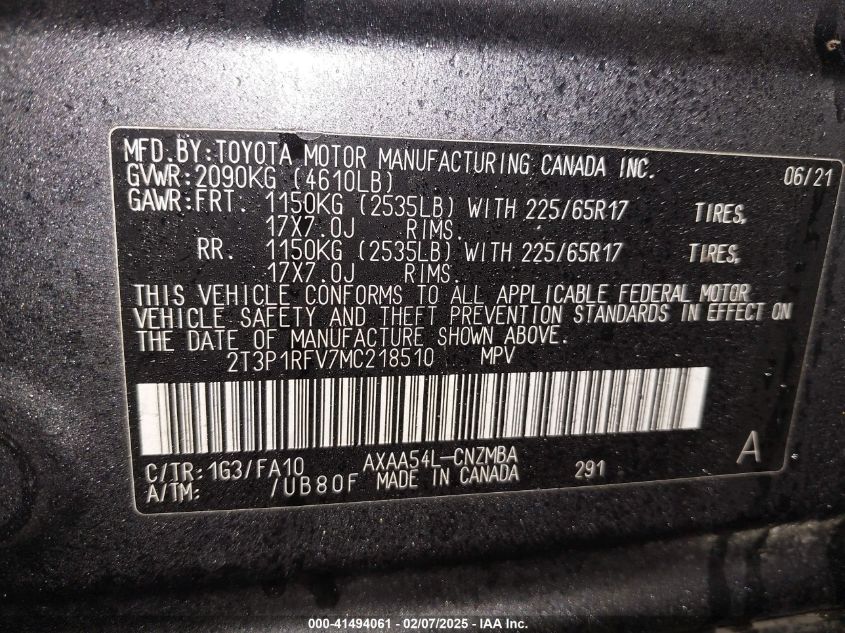 MFD.BY:TOYOTA MOTOR MANUFACTURING CANADA INC. 06/21
GVWR:2090KG (4610LB)
GAWR:FRT. 1150KG (2535LB) WITH 225/65R17 TIRES,
17X7.0J RIMS.
RR. 1150KG (2535LB) WITH 225/65R17 TIRES,
17X7.0J RIMS.
THIS VEHICLE CONFORMS TO ALL APPLICABLE FEDERAL MOTOR
VEHICLE SAFETY AND THEFT PREVENTION STANDARDS IN EFFECT ON
THE DATE OF MANUFACTURE SHOWN ABOVE.
2T3P1RFV7MC218510 MPV
C/TR:1G3/FA10 AXAA54L-CNZMBA 291 A
A/TM: /UB80F MADE IN CANADA
000-41494061 - 02/07/2025 - IAA Inc.